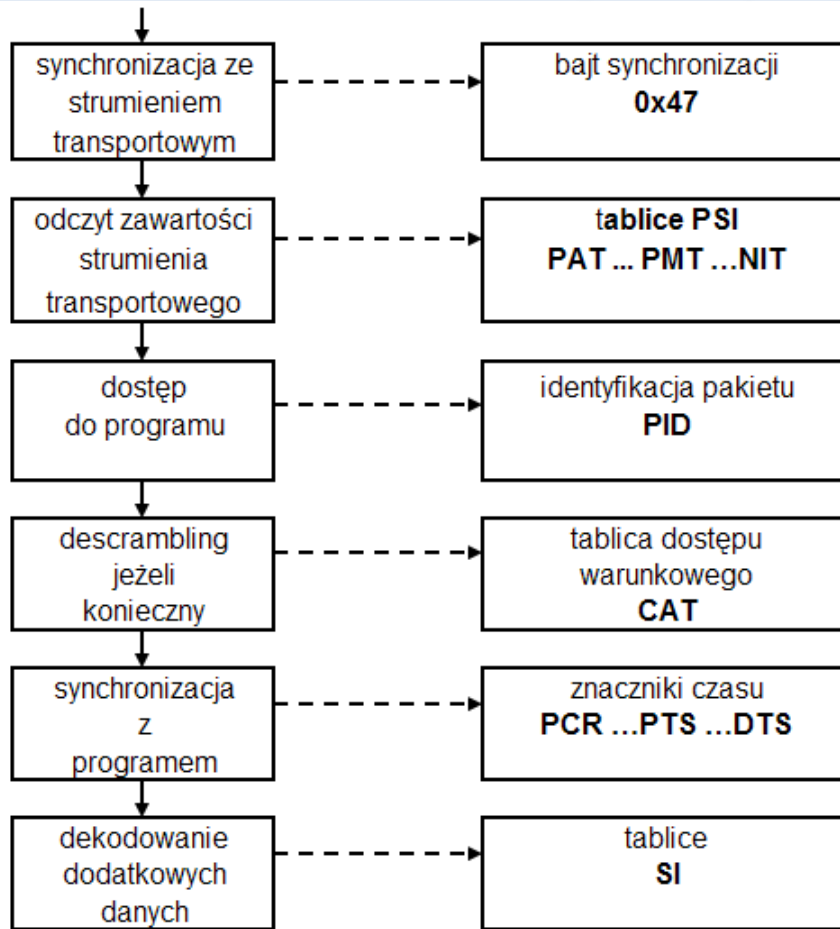 synchronizacja ze
strumieniem
transportowym
bajt synchronizacji
0x47
odczyt zawartości
strumienia
transportowego
tablice PSI
PAT ... PMT ...NIT
dostęp
do programu
identyfikacja pakietu
PID
descrambling
jeżeli
konieczny
tablica dostępu
warunkowego
CAT
synchronizacja
z
programem
znaczniki czasu
PCR ...PTS ...DTS
dekodowanie
dodatkowych
danych
tablice
SI